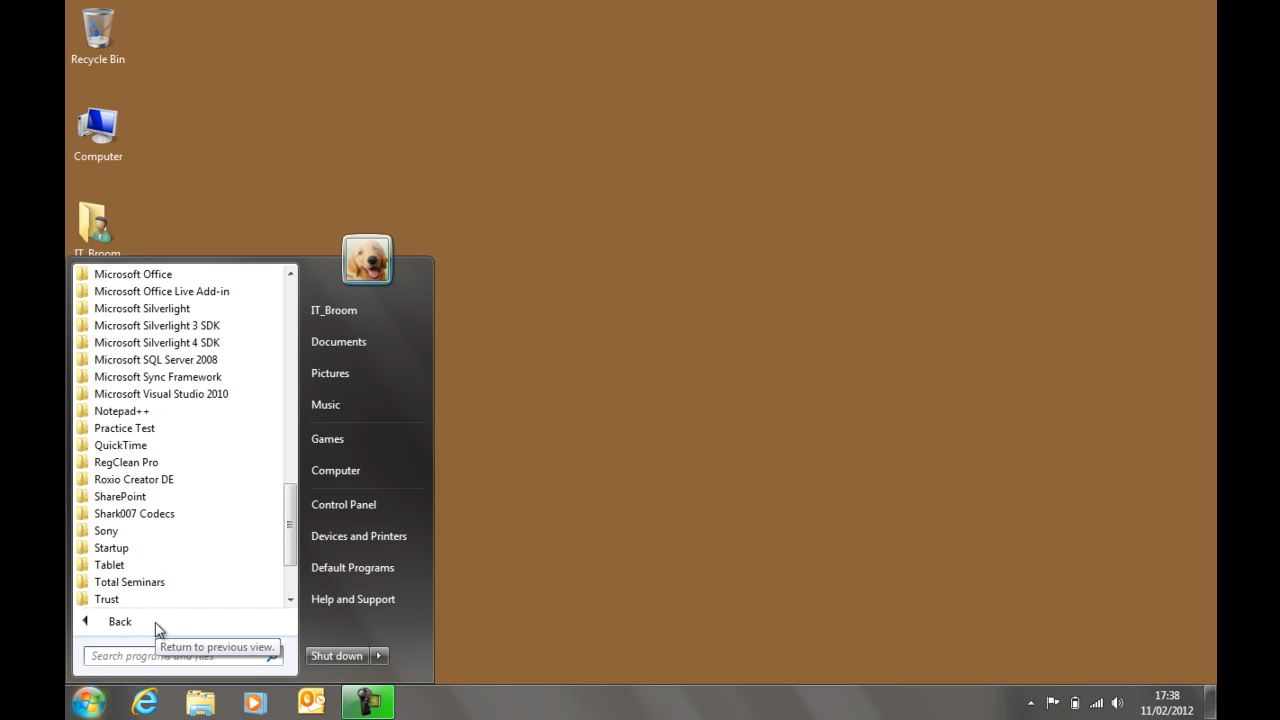 Recycle Bin
Computer
IT_Broom
Microsoft Office
Microsoft Office Live Add-in
Microsoft Silverlight
Microsoft Silverlight 3 SDK
Microsoft Silverlight 4 SDK
Microsoft SQL Server 2008
Microsoft Sync Framework
Microsoft Visual Studio 2010
Notepad++
Practice Test
QuickTime
RegClean Pro
Roxio Creator DE
SharePoint
Shark007 Codecs
Sony
Startup
Tablet
Total Seminars
Trust
Back
Return to previous view.
Search programs and files
IT_Broom
Documents
Pictures
Music
Games
Computer
Control Panel
Devices and Printers
Default Programs
Help and Support
Shut down
17:38
11/02/2012